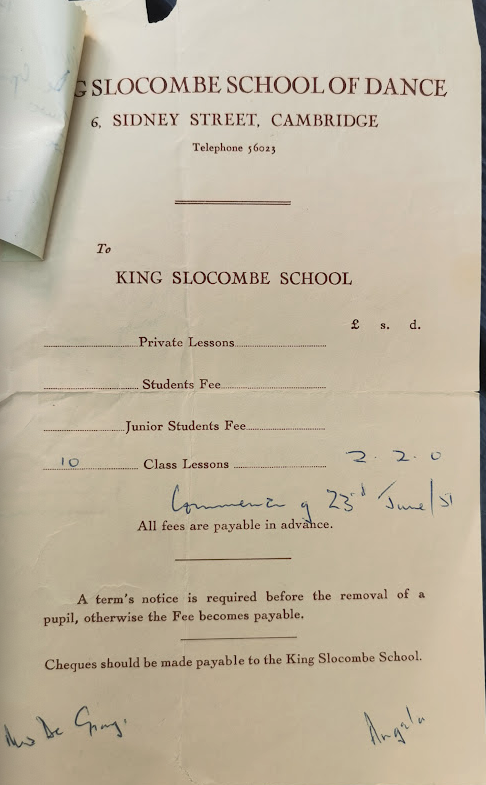 G SLOCOMBE SCHOOL OF DANCE
6, SIDNEY STREET, CAMBRIDGE
Telephone 56023
To
KING SLOCOMBE SCHOOL
£ s. d.
Private Lessons
Students Fee
Junior Students Fee
10 Class Lessons 2. 2. 0
23rd June/51
All fees are payable in advance.
A term's notice is required before the removal of a
pupil, otherwise the Fee becomes payable.
Cheques should be made payable to the King Slocombe School.
De Angela